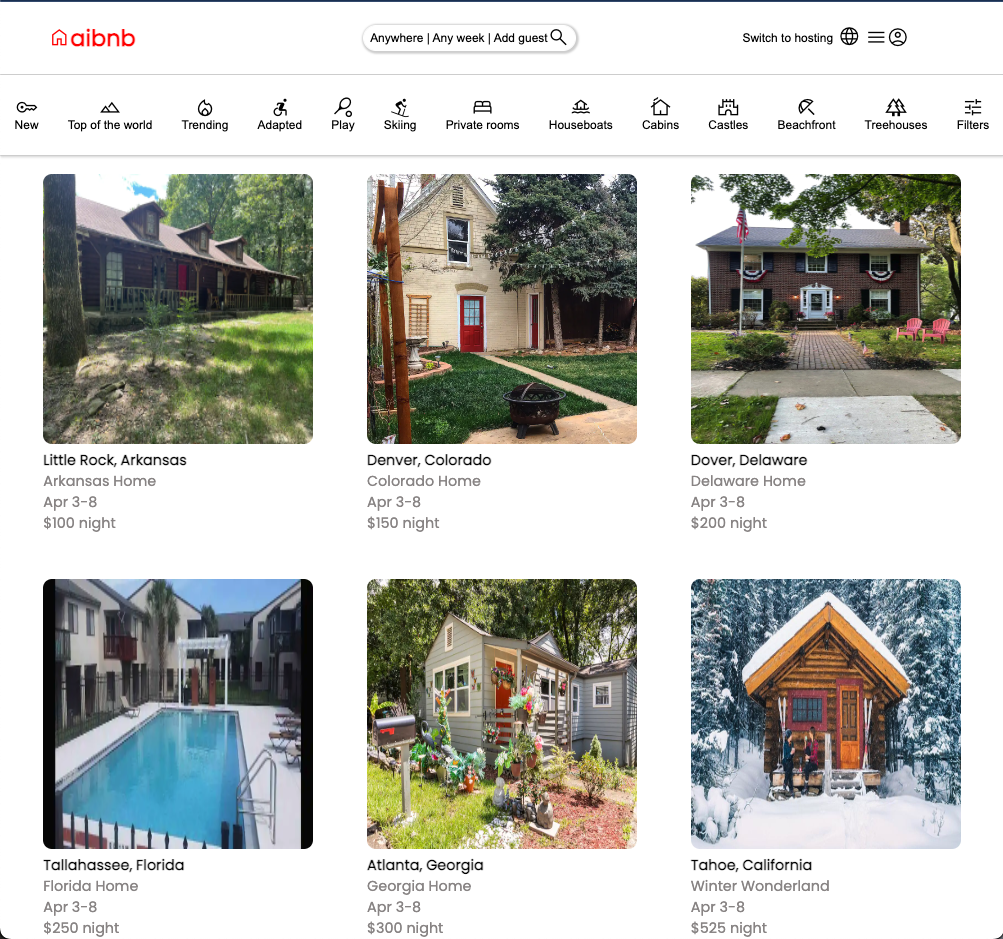 aibnb
Anywhere | Any week | Add guest
Switch to hosting
New
Top of the world
Trending
Adapted
Play
Skiing
Private rooms
Houseboats
Cabins
Castles
Beachfront
Treehouses
Filters
Little Rock, Arkansas
Arkansas Home
Apr 3-8
$100 night
Denver, Colorado
Colorado Home
Apr 3-8
$150 night
Dover, Delaware
Delaware Home
Apr 3-8
$200 night
Tallahassee, Florida
Florida Home
Apr 3-8
$250 night
Atlanta, Georgia
Georgia Home
Apr 3-8
$300 night
Tahoe, California
Winter Wonderland
Apr 3-8
$525 night